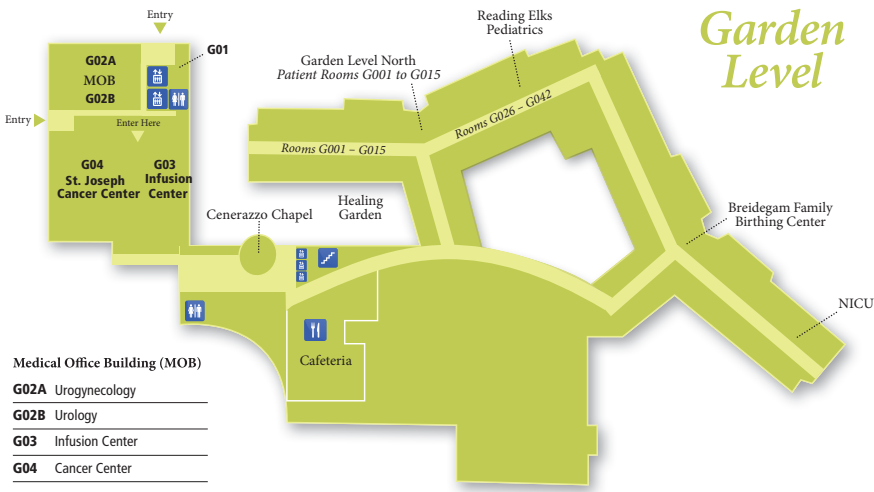 Garden
Level
Entry
G01
G02A
MOB
G02B
Entry
Enter Here
G04
St. Joseph
Cancer Center
G03
Infusion
Center
Garden Level North
Patient Rooms G001 to G015
Reading Elks
Pediatrics
Rooms G001 – G015
Rooms G026 – G042
Healing
Garden
Cenerazzo Chapel
Breidegam Family
Birthing Center
NICU
Cafeteria
Medical Office Building (MOB)
G02A Urogynecology
G02B Urology
G03 Infusion Center
G04 Cancer Center